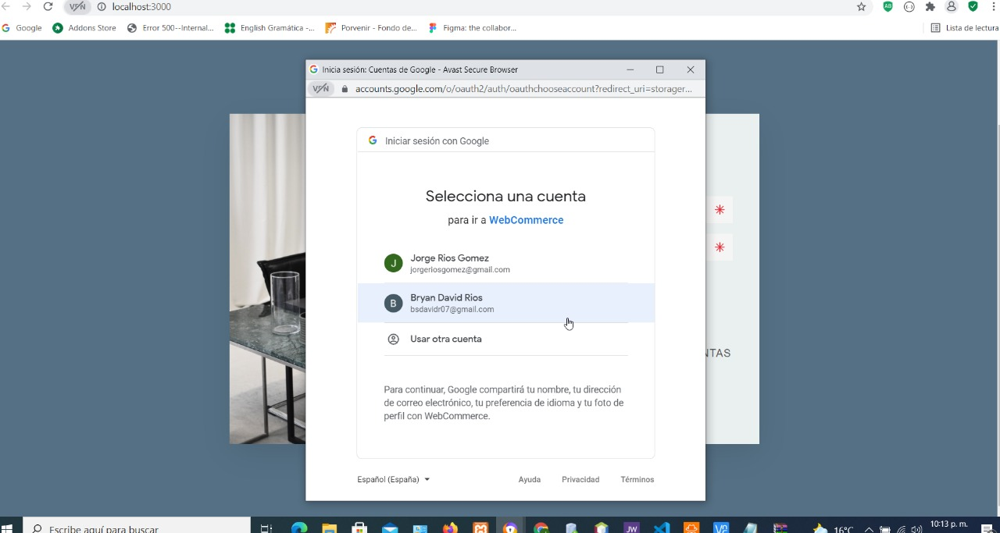 VPN
localhost:3000
Google
Addons Store
Error 500--Internal...
English Gramática -...
Porvenir - Fondo de...
Figma: the collabor...
Lista de lectura
Inicia sesión: Cuentas de Google - Avast Secure Browser
VPN
accounts.google.com/o/oauth2/auth/oauthchooseaccount?redirect_uri=storager...
Iniciar sesión con Google
Selecciona una cuenta
para ir a WebCommerce
J
Jorge Rios Gomez
jorgeriosgomez@gmail.com
B
Bryan David Rios
bsdavidr07@gmail.com
Usar otra cuenta
NTAS
Para continuar, Google compartirá tu nombre, tu dirección
de correo electrónico, tu preferencia de idioma y tu foto de
perfil con WebCommerce.
Español (España)
Ayuda
Privacidad
Términos
Escribe aquí para buscar
JW
16°C
10:13 p. m.